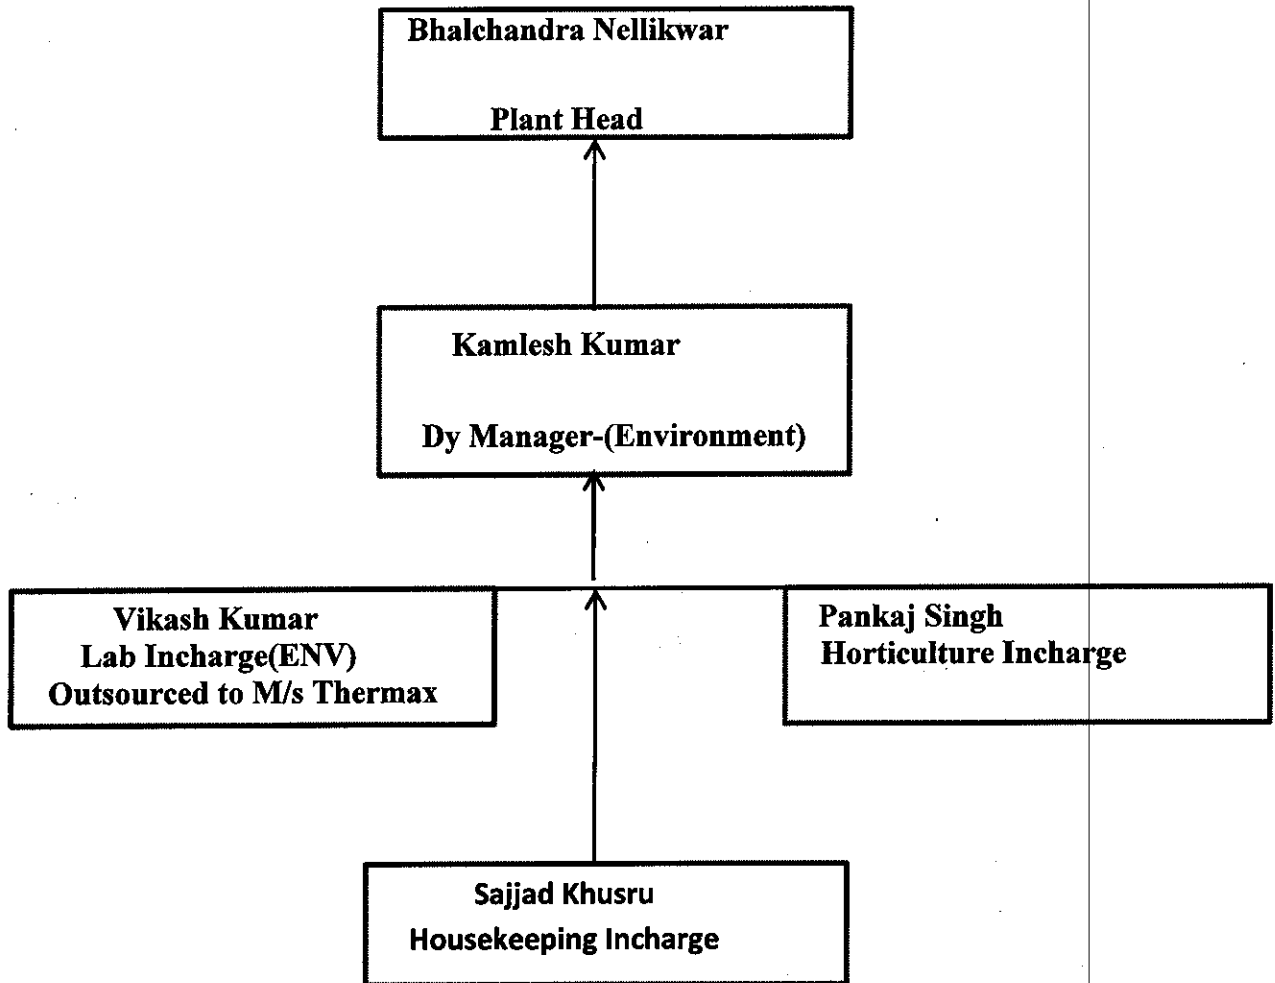 Bhalchandra Nellikwar
Plant Head
Kamlesh Kumar
Dy Manager-(Environment)
Vikash Kumar
Lab Incharge(ENV)
Outsourced to M/s Thermax
Pankaj Singh
Horticulture Incharge
Sajjad Khusru
Housekeeping Incharge